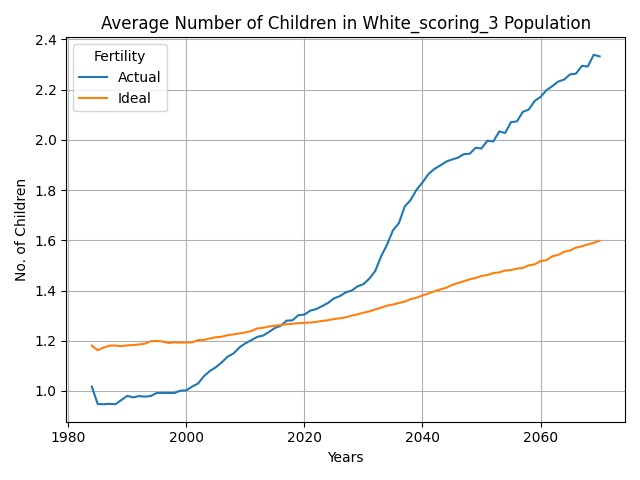 Average Number of Children in White_scoring_3 Population
Fertility
Actual
Ideal
No. of Children
2.4
2.2
2.0
1.8
1.6
1.4
1.2
1.0
1980 2000 2020 2040 2060
Years